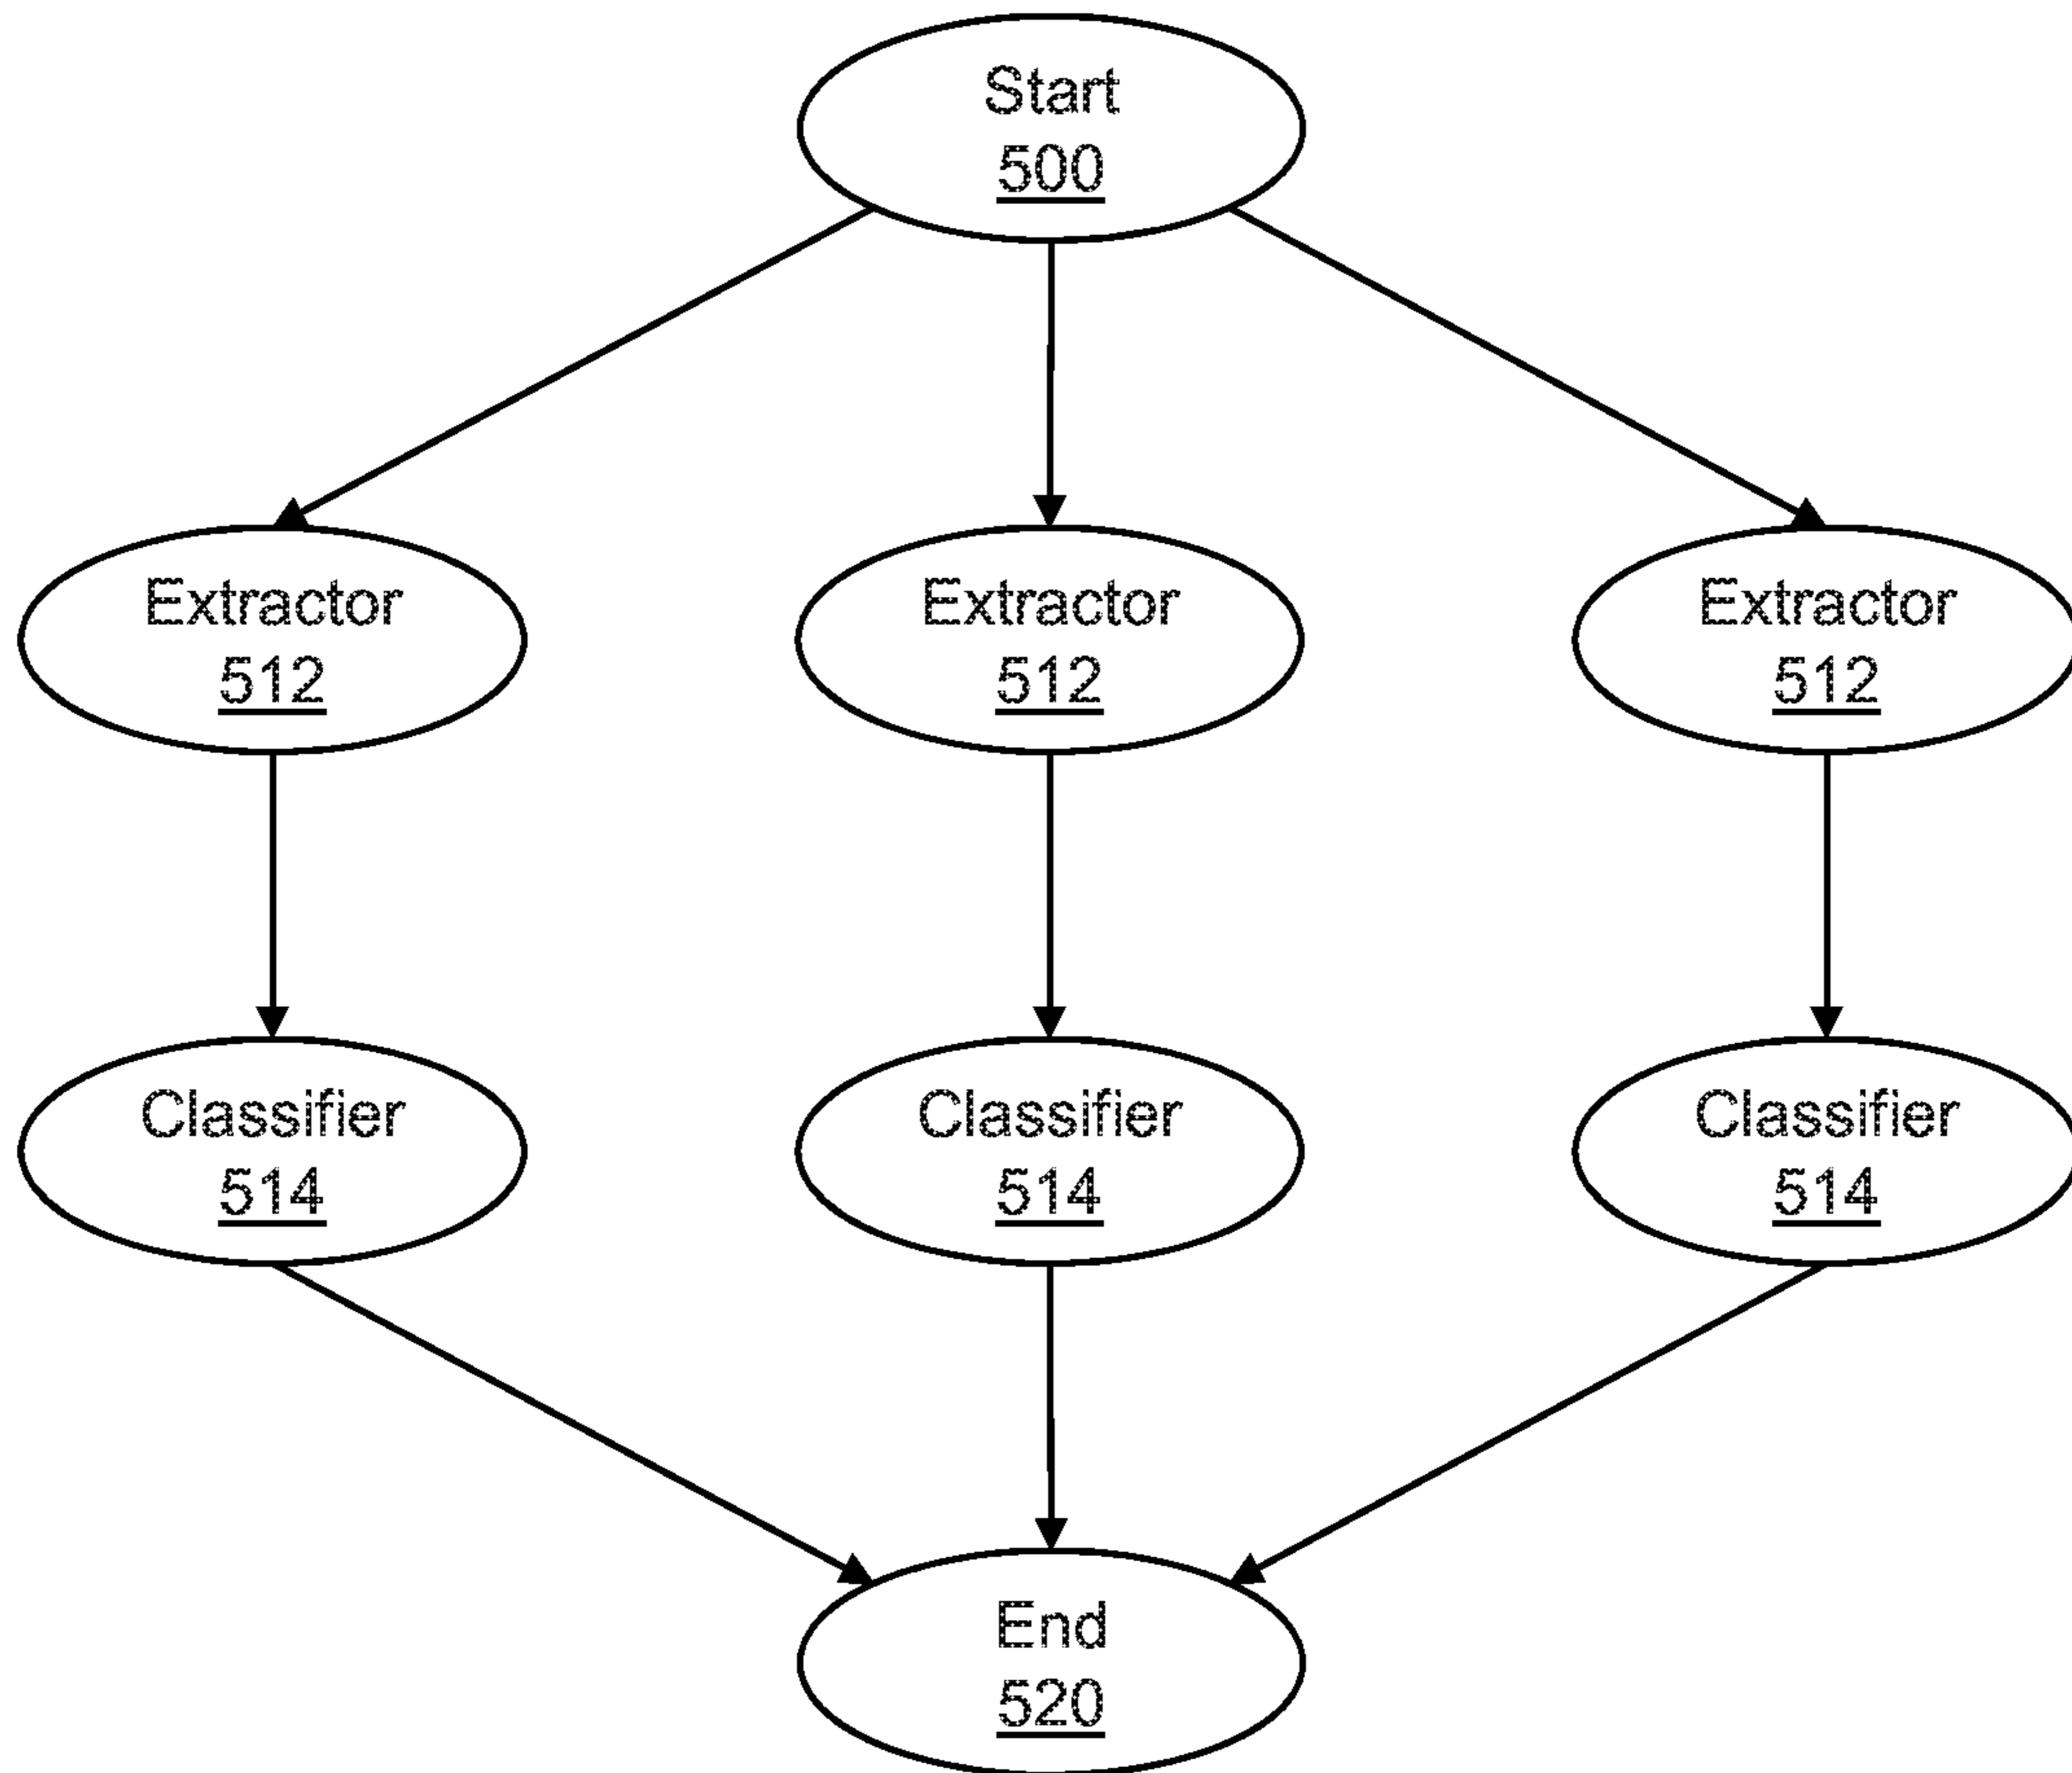 Start
500
Extractor
512
Extractor
512
Extractor
512
Classifier
514
Classifier
514
Classifier
514
End
520